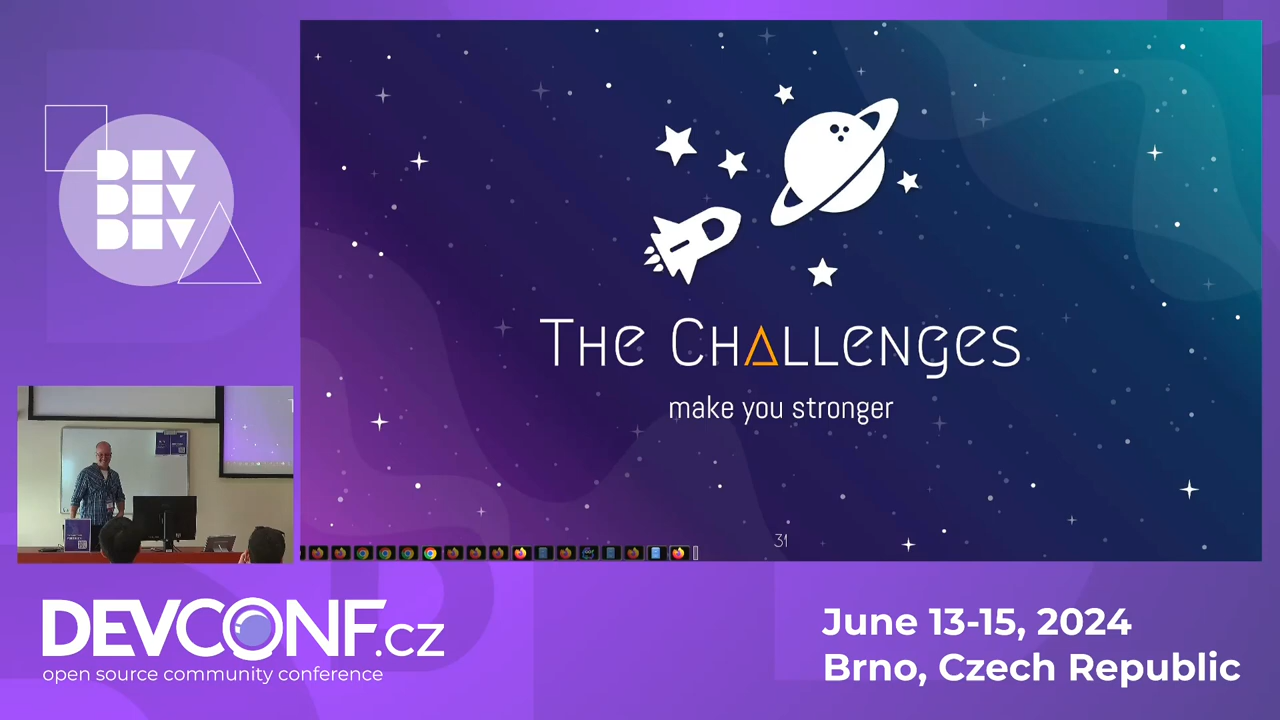 DEV
DEV
DEV
The Challenges
make you stronger
31
DEVCONF.cz
open source community conference
June 13-15, 2024
Brno, Czech Republic